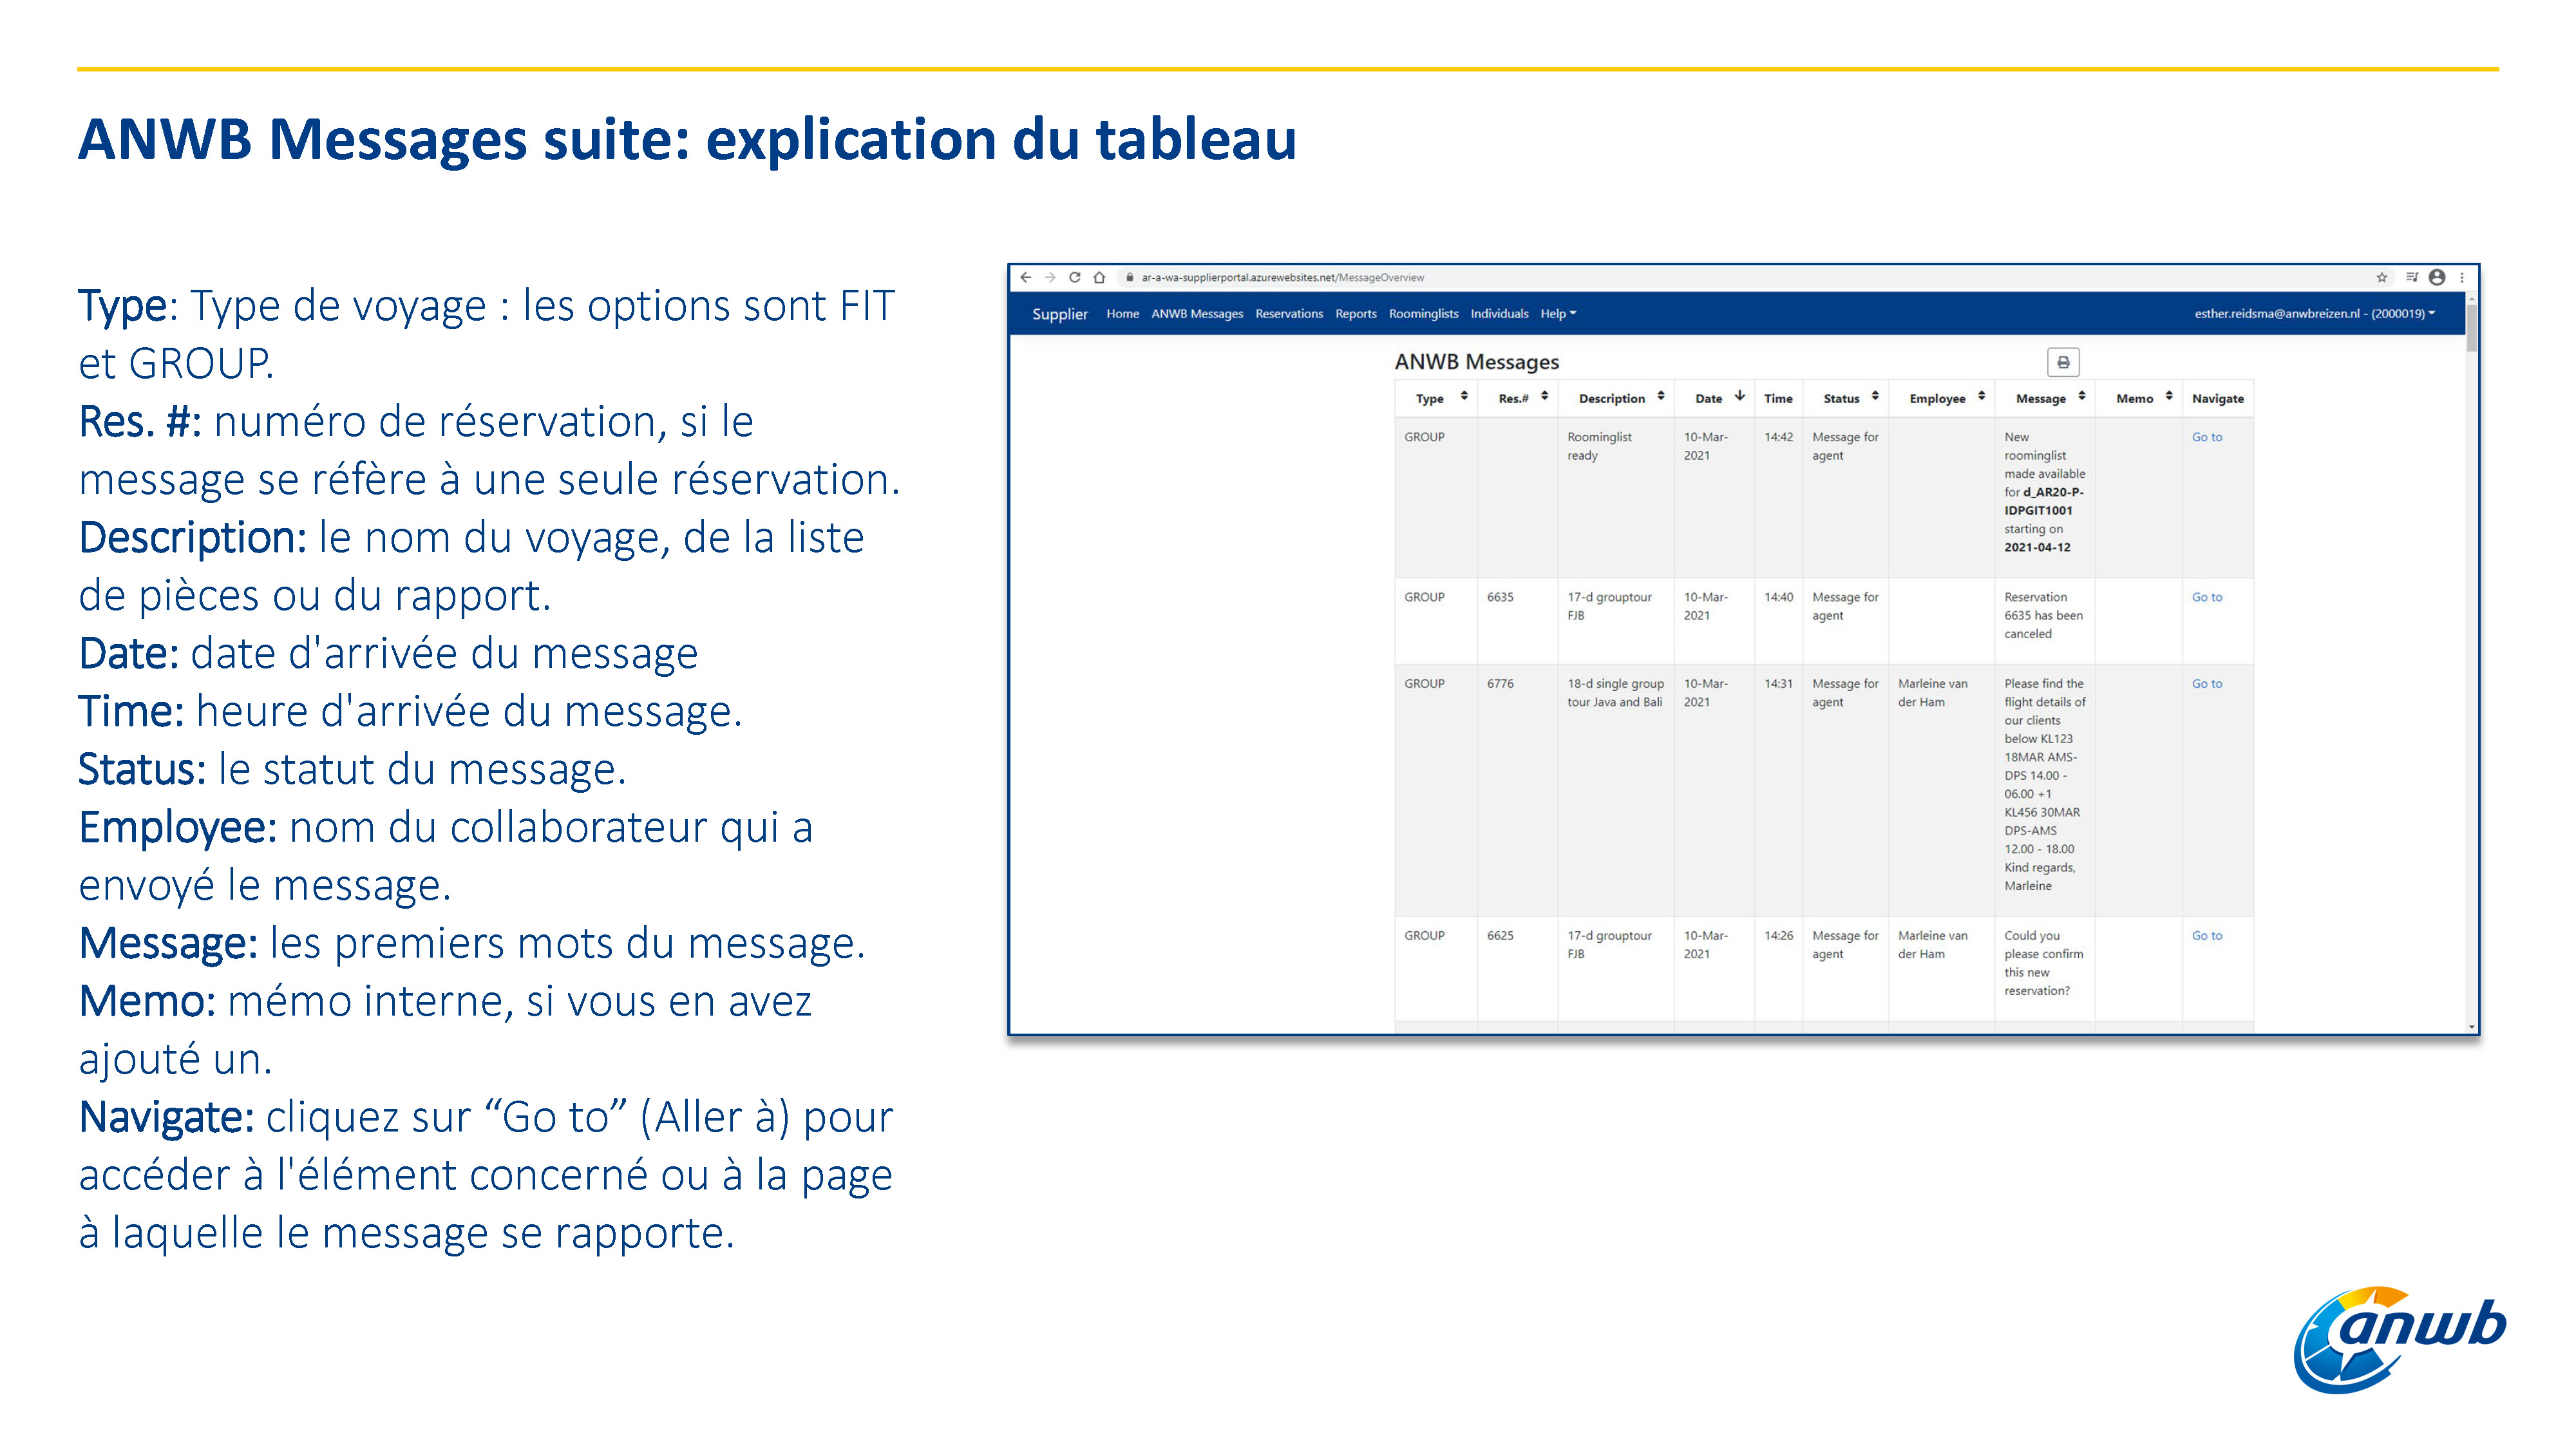 ANWB Messages suite: explication du tableau
Type: Type de voyage : les options sont FIT
et GROUP.
Res. #: numéro de réservation, si le
message se réfère à une seule réservation.
Description: le nom du voyage, de la liste
de pièces ou du rapport.
Date: date d'arrivée du message
Time: heure d'arrivée du message.
Status: le statut du message.
Employee: nom du collaborateur qui a
envoyé le message.
Message: les premiers mots du message.
Memo: mémo interne, si vous en avez
ajouté un.
Navigate: cliquez sur “Go to” (Aller à) pour
accéder à l'élément concerné ou à la page
à laquelle le message se rapporte.
ar-a-wa-supplierportal.azurewebsites.net/MessageOverview
Supplier Home ANWB Messages Reservations Reports Roominglists Individuals Help esther.reidsma@anwbreizen.nl - (2000019)
ANWB Messages
Type Res.# Description Date Time Status Employee Message Memo Navigate
GROUP Roominglist 10-Mar- 14:42 Message for New Go to
ready 2021 agent roominglist
made available
for d_AR20-P-
IDPGIT1001
starting on
2021-04-12
GROUP 6635 17-d grouptour 10-Mar- 14:40 Message for Reservation Go to
FJB 2021 agent 6635 has been
canceled
GROUP 6776 18-d single group 10-Mar- 14:31 Message for Marleine van Please find the Go to
tour Java and Bali 2021 agent der Ham flight details of
our clients
below KL123
18MAR AMS-
DPS 14.00 -
06.00 +1
KL456 30MAR
DPS-AMS
12.00 - 18.00
Kind regards,
Marleine
GROUP 6625 17-d grouptour 10-Mar- 14:26 Message for Marleine van Could you Go to
FJB 2021 agent der Ham please confirm
this new
reservation?
anwb